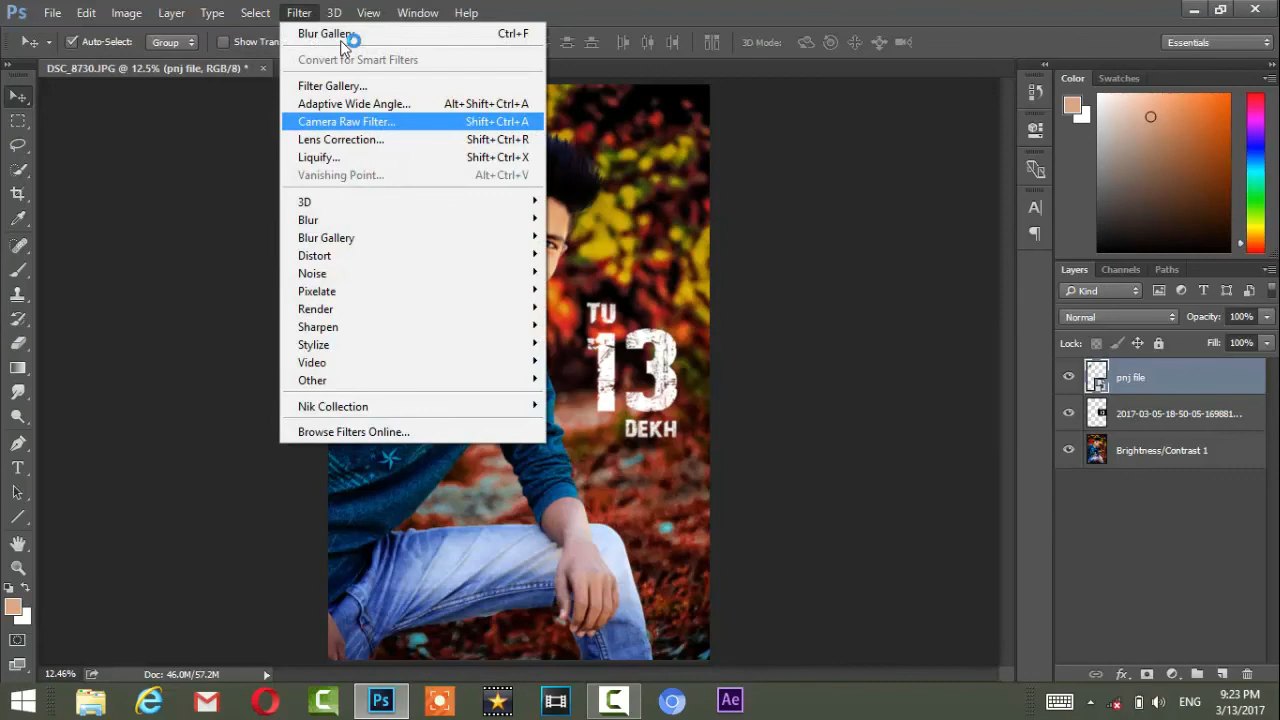 Ps File Edit Image Layer Type Select Filter 3D View Window Help
Auto-Select: Group Show Tran 3D Mode: Essentials
DSC_8730.JPG @ 12.5% (pnj file, RGB/8) * ×
Blur Gallery Ctrl+F
Convert for Smart Filters
Filter Gallery...
Adaptive Wide Angle... Alt+Shift+Ctrl+A
Camera Raw Filter... Shift+Ctrl+A
Lens Correction... Shift+Ctrl+R
Liquify... Shift+Ctrl+X
Vanishing Point... Alt+Ctrl+V
3D
Blur
Blur Gallery
Distort
Noise
Pixelate
Render
Sharpen
Stylize
Video
Other
Nik Collection
Browse Filters Online...
TU
13
DEKH
Color Swatches
Layers Channels Paths
Kind
Normal Opacity: 100%
Lock: Fill: 100%
pnj file
2017-03-05-18-50-05-169881...
Brightness/Contrast 1
12.46% Doc: 46.0M/57.2M
Ps Ae ENG 9:23 PM
3/13/2017